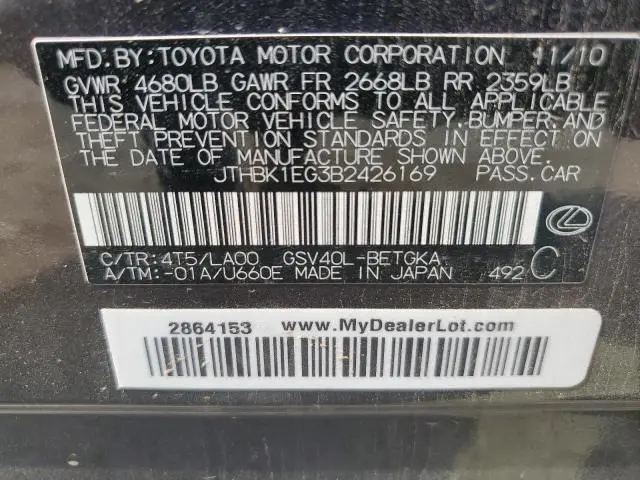 MFD. BY: TOYOTA MOTOR CORPORATION 11/10
GVWR 4680LB GAWR FR 2668LB RR 2359LB
THIS VEHICLE CONFORMS TO ALL APPLICABLE
FEDERAL MOTOR VEHICLE SAFETY, BUMPER, AND
THEFT PREVENTION STANDARDS IN EFFECT ON
THE DATE OF MANUFACTURE SHOWN ABOVE.
JTHBK1EG3B2426169 PASS.CAR
C/TR: 4T5/LA00 GSV40L-BETGKA
A/TM: -01A/U660E MADE IN JAPAN 492 C
2864153 www.MyDealerLot.com